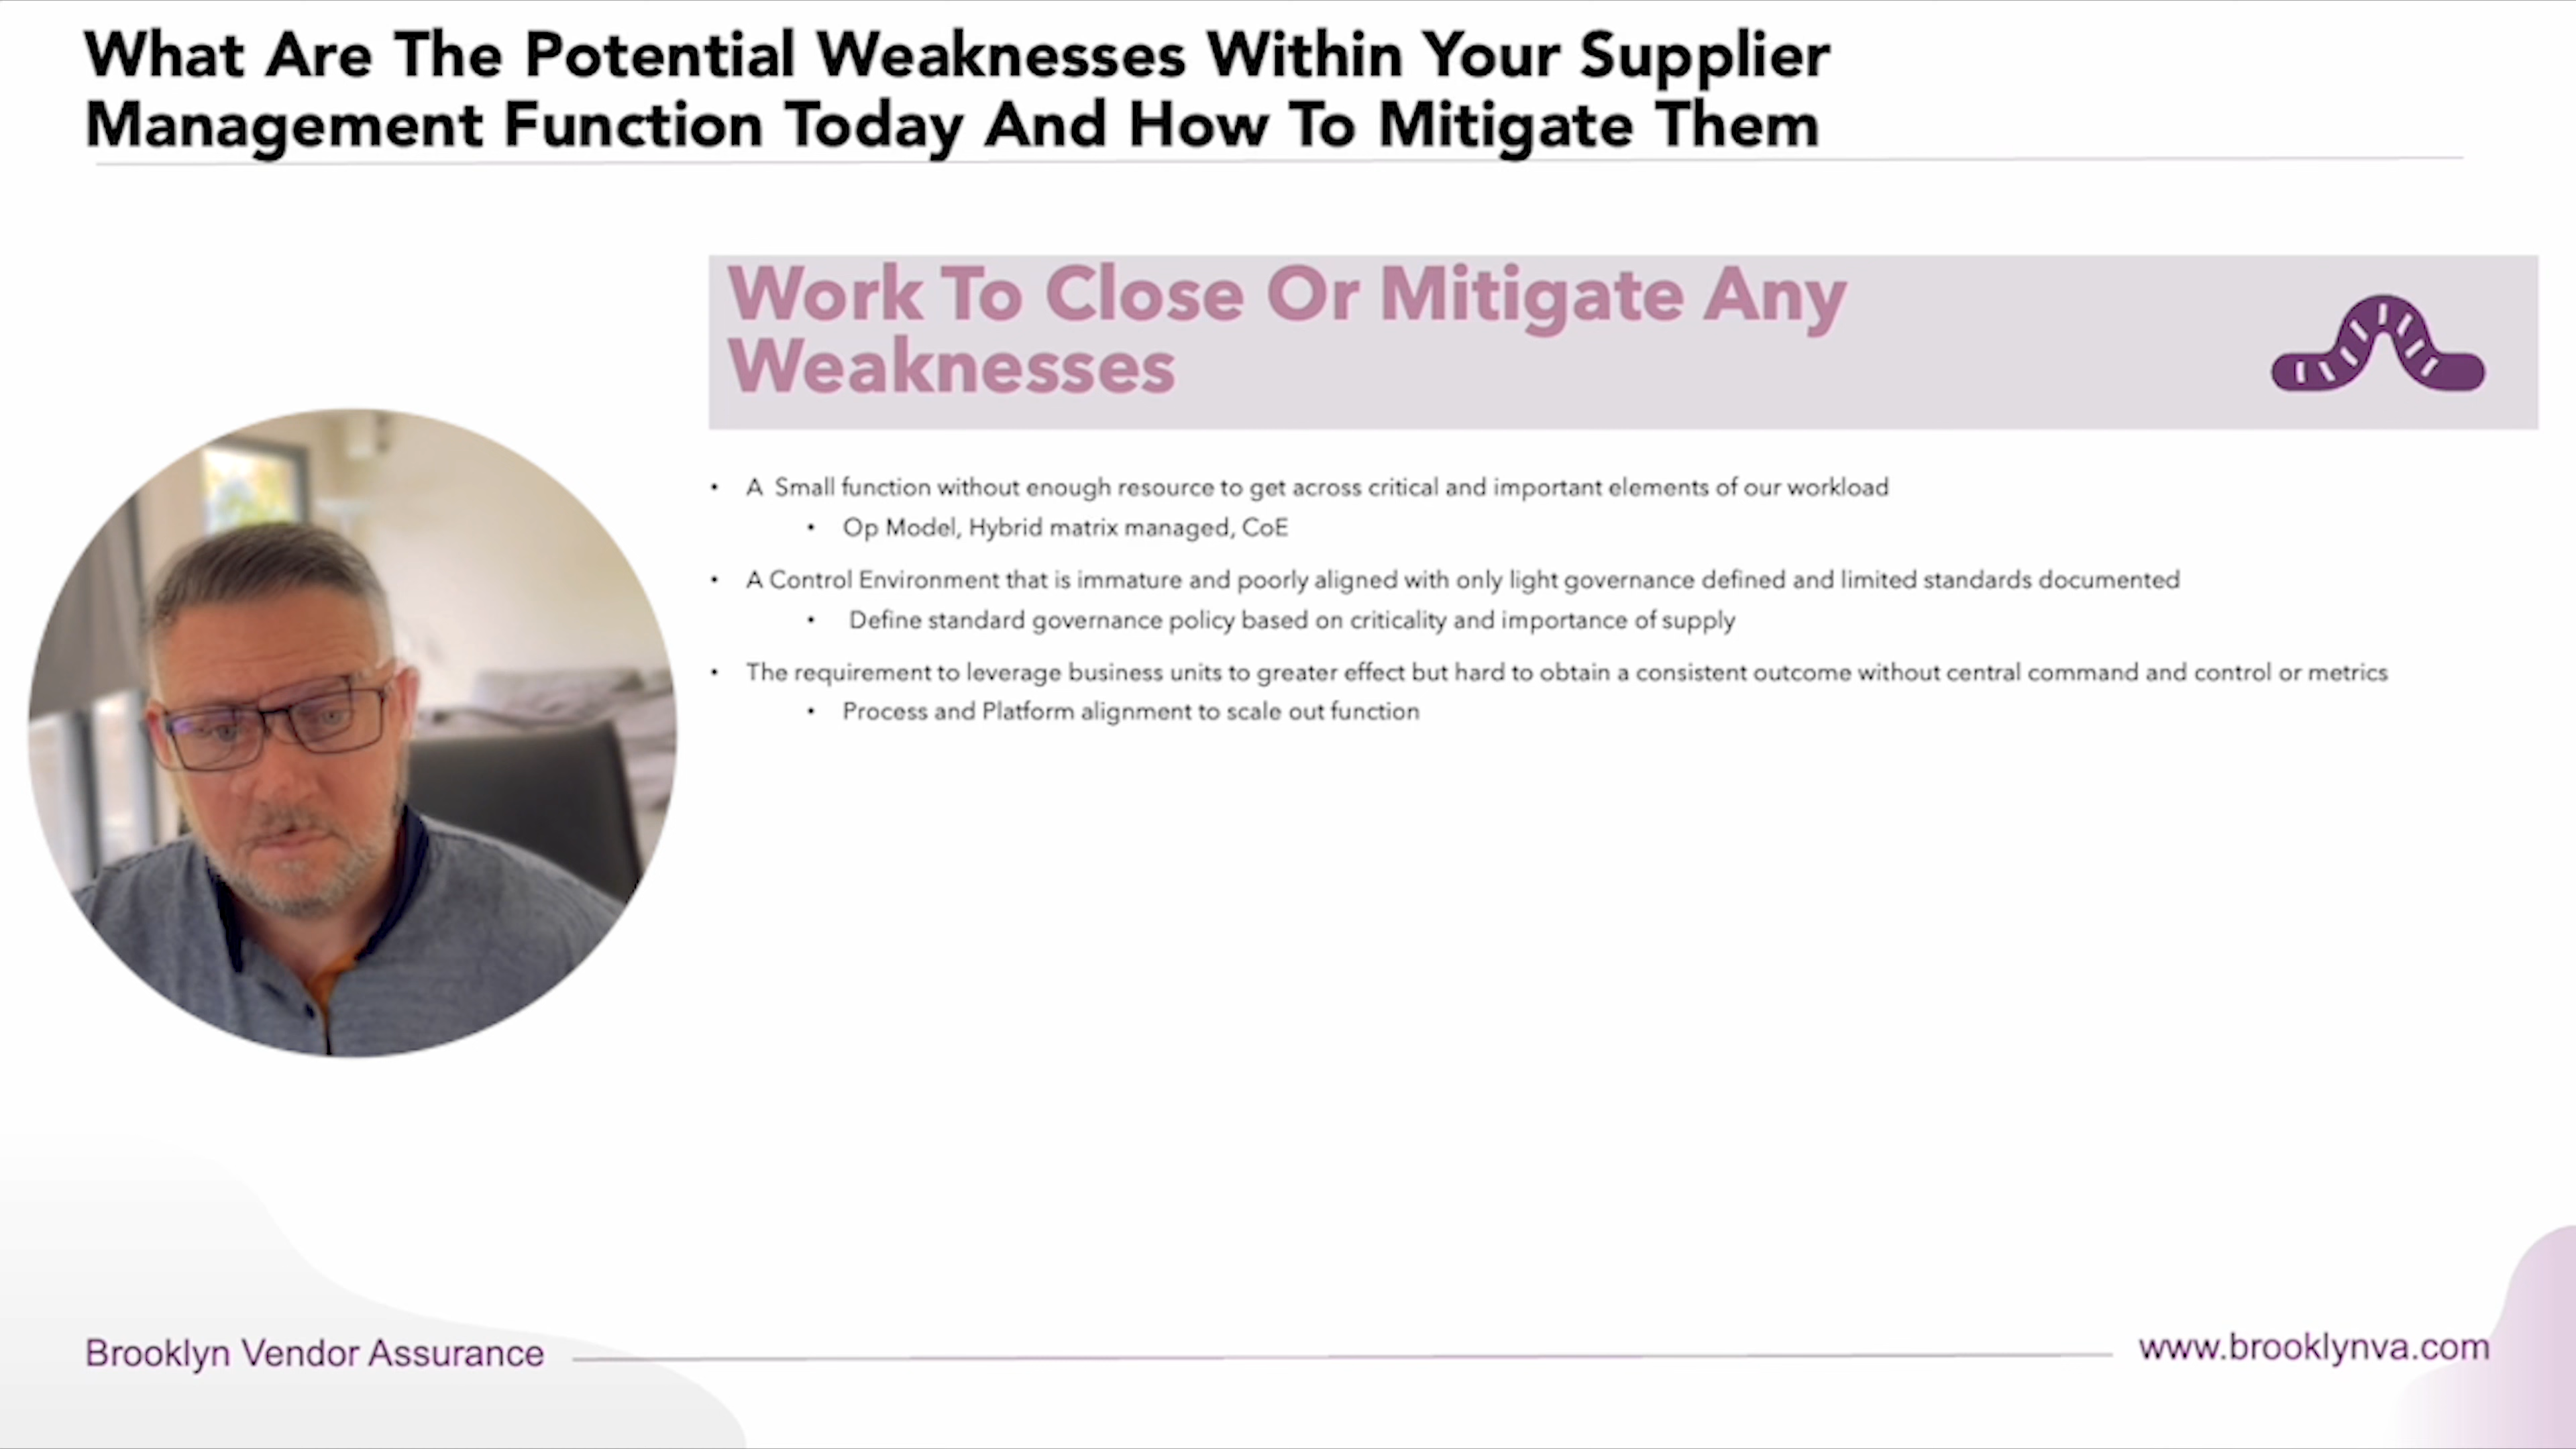 What Are The Potential Weaknesses Within Your Supplier
Management Function Today And How To Mitigate Them
Work To Close Or Mitigate Any
Weaknesses
• A Small function without enough resource to get across critical and important elements of our workload
• Op Model, Hybrid matrix managed, CoE
• A Control Environment that is immature and poorly aligned with only light governance defined and limited standards documented
• Define standard governance policy based on criticality and importance of supply
• The requirement to leverage business units to greater effect but hard to obtain a consistent outcome without central command and control or metrics
• Process and Platform alignment to scale out function
Brooklyn Vendor Assurance
www.brooklynva.com